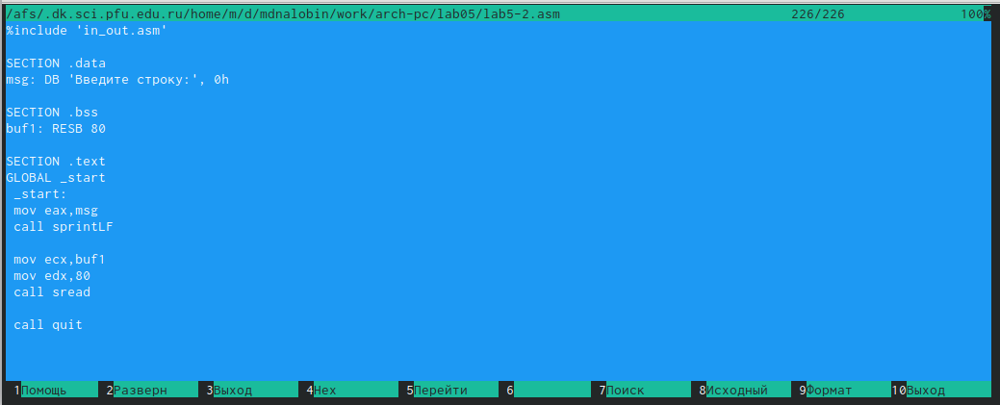 /afs/.dk.sci.pfu.edu.ru/home/m/d/mdnalobin/work/arch-pc/lab05/lab5-2.asm 226/226 100%
%include 'in_out.asm'
SECTION .data
msg: DB 'Введите строку:', 0h
SECTION .bss
buf1: RESB 80
SECTION .text
GLOBAL _start
_start:
mov eax,msg
call sprintLF
mov ecx,buf1
mov edx,80
call sread
call quit
1Помощь 2Разверн 3Выход 4Hex 5Перейти 6 7Поиск 8Исходный 9Формат 10Выход